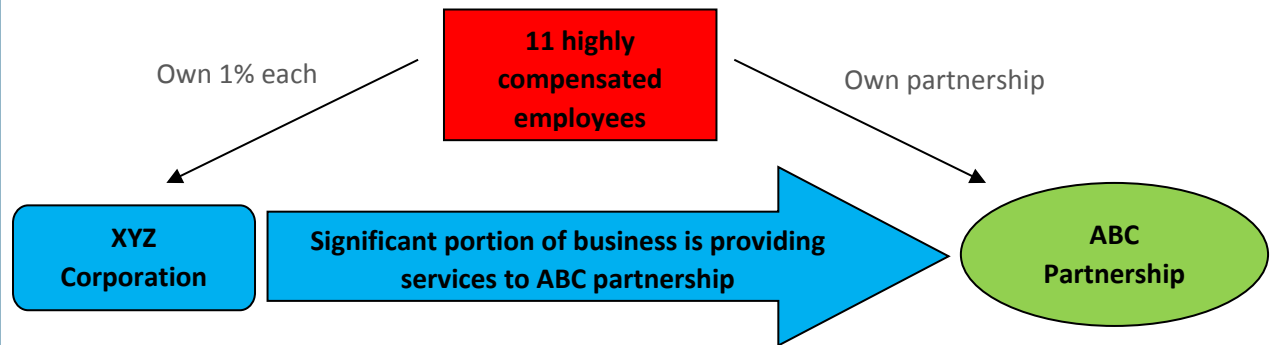 11 highly
compensated
employees
Own 1% each
Own partnership
XYZ
Corporation
Significant portion of business is providing
services to ABC partnership
ABC
Partnership